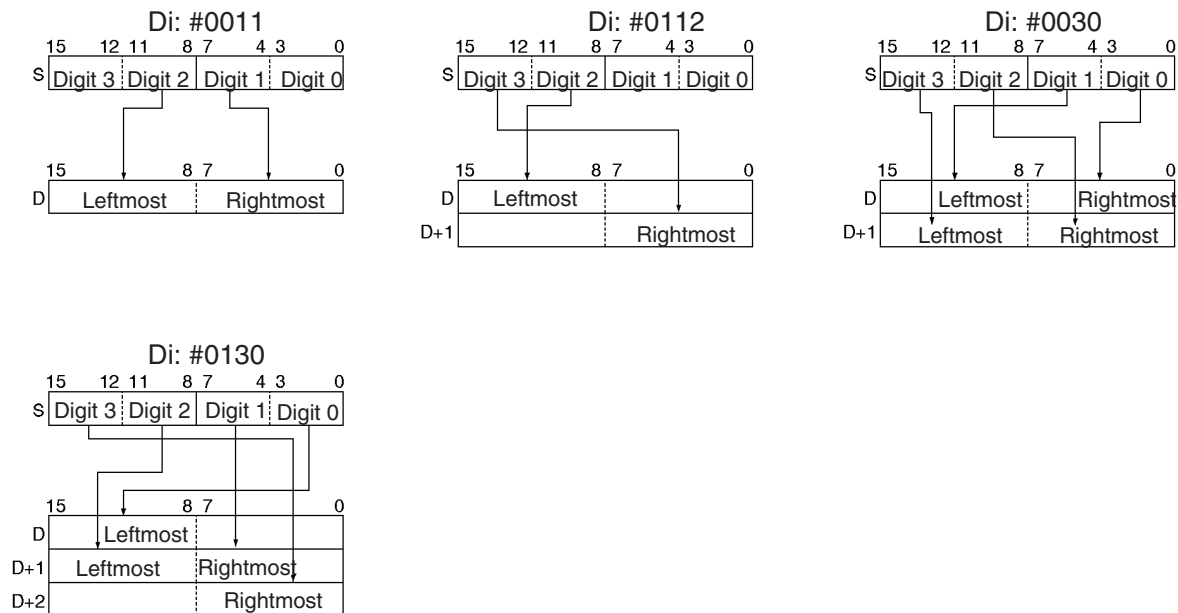 Di: #0011
15 12 11 8 7 4 3 0
S Digit 3 Digit 2 Digit 1 Digit 0
15 8 7 0
D Leftmost Rightmost
Di: #0112
15 12 11 8 7 4 3 0
S Digit 3 Digit 2 Digit 1 Digit 0
15 8 7 0
D Leftmost
D+1 Rightmost
Di: #0030
15 12 11 8 7 4 3 0
S Digit 3 Digit 2 Digit 1 Digit 0
15 8 7 0
D Leftmost Rightmost
D+1 Leftmost Rightmost
Di: #0130
15 12 11 8 7 4 3 0
S Digit 3 Digit 2 Digit 1 Digit 0
15 8 7 0
D Leftmost
D+1 Leftmost Rightmost
D+2 Rightmost